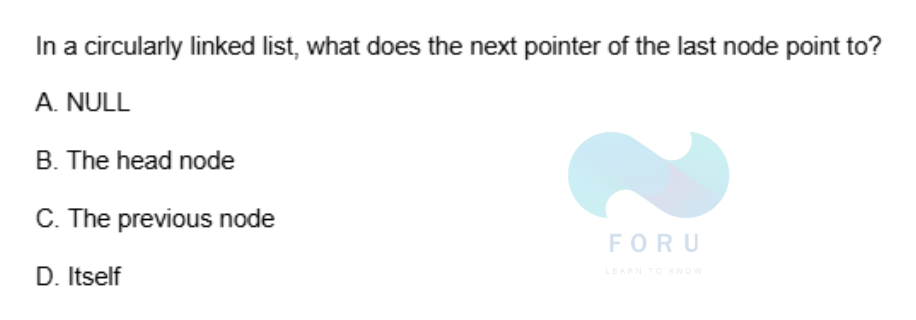 In a circularly linked list, what does the next pointer of the last node point to?
A. NULL
B. The head node
C. The previous node
D. Itself
FORU
LEARN TO KNOW